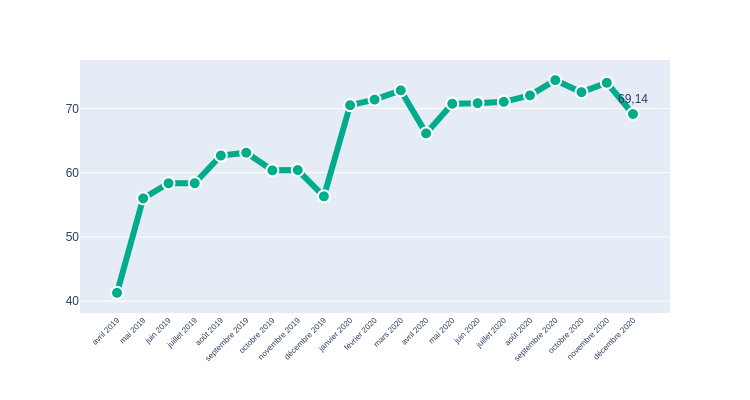 70
60
50
40
69,14
avril 2019
mai 2019
juin 2019
juillet 2019
août 2019
septembre 2019
octobre 2019
novembre 2019
décembre 2019
janvier 2020
février 2020
mars 2020
avril 2020
mai 2020
juin 2020
juillet 2020
août 2020
septembre 2020
octobre 2020
novembre 2020
décembre 2020